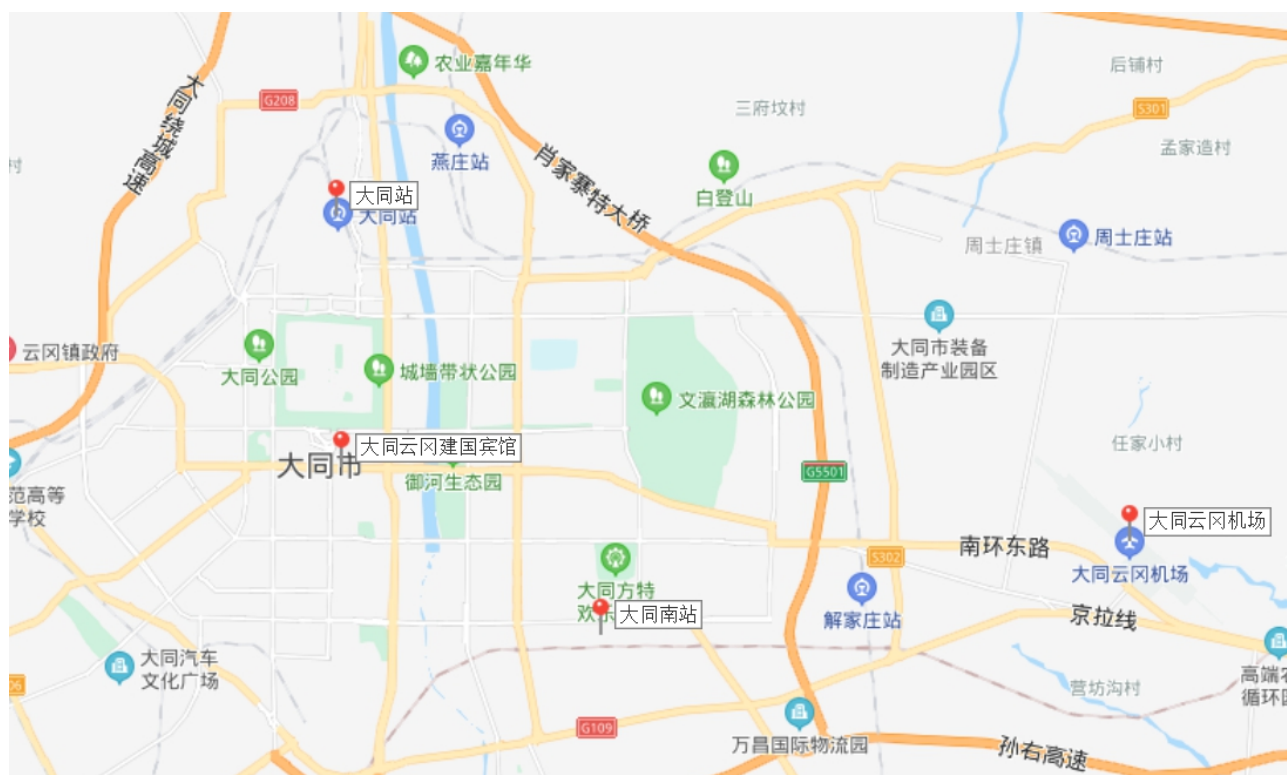 农业嘉年华
后铺村
大同绕城高速
G208
三府坟村
S301
燕庄站
肖家寨特大桥
孟家造村
村
白登山
大同站
大同站
周士庄镇
周士庄站
云冈镇政府
大同公园
城墙带状公园
大同市装备
制造产业园区
文瀛湖森林公园
大同云冈建国宾馆
大同市
任家小村
御河生态园
G5501
范高等
学校
大同云冈机场
南环东路
S302
大同云冈机场
大同方特
欢乐
大同南站
解家庄站
京拉线
大同汽车
文化广场
高端农
循环园
06
营坊沟村
G109
万昌国际物流园
孙右高速